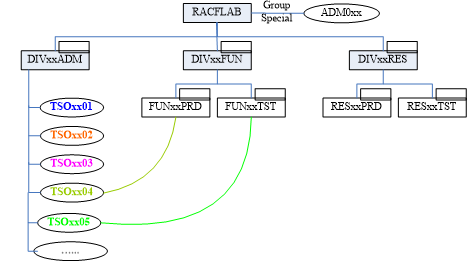 RACFLAB
Group
Special
ADM0xx
DIVxxADM
DIVxxFUN
DIVxxRES
TSOxx01
FUNxxPRD
FUNxxTST
RESxxPRD
RESxxTST
TSOxx02
TSOxx03
TSOxx04
TSOxx05
......